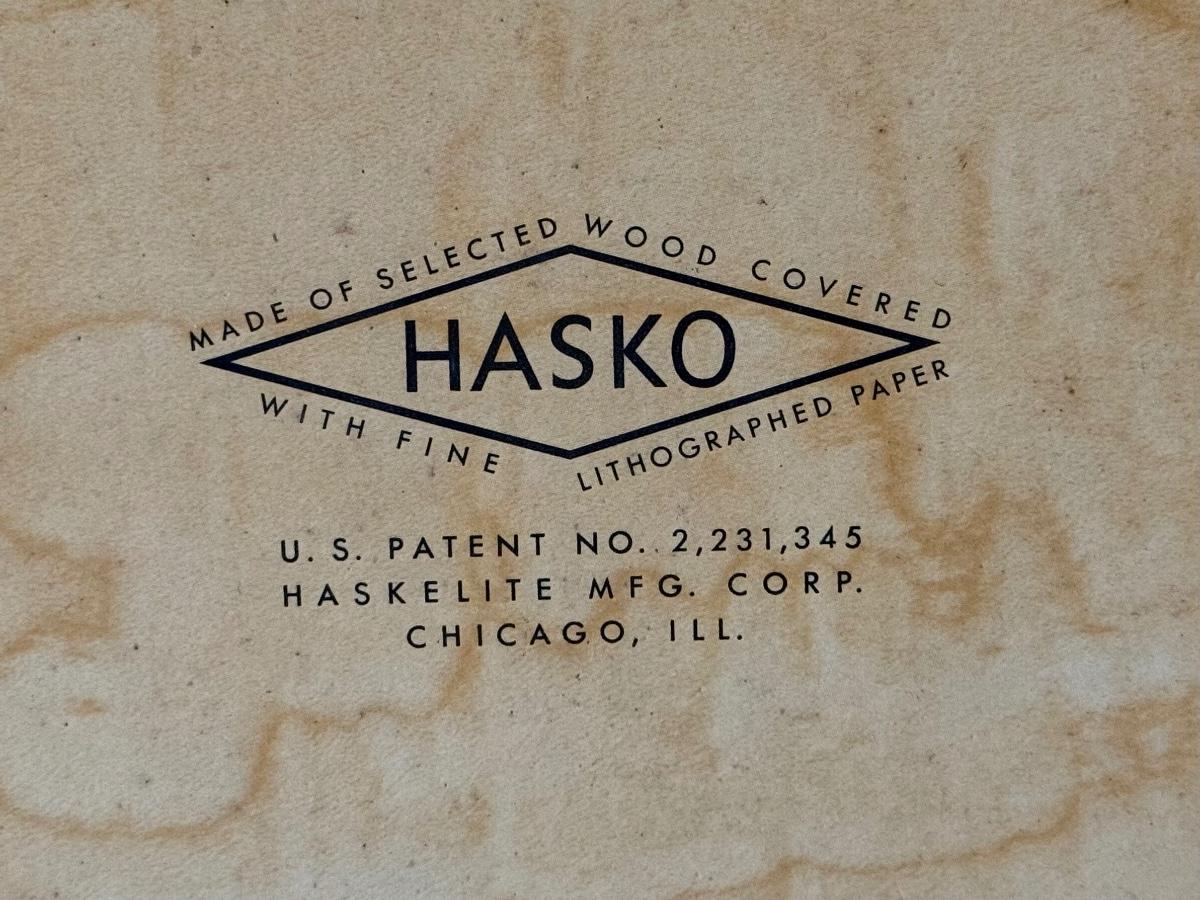 MADE OF SELECTED WOOD COVERED
HASKO
WITH FINE LITHOGRAPHED PAPER
U. S. PATENT NO. 2,231,345
HASKELITE MFG. CORP.
CHICAGO, ILL.